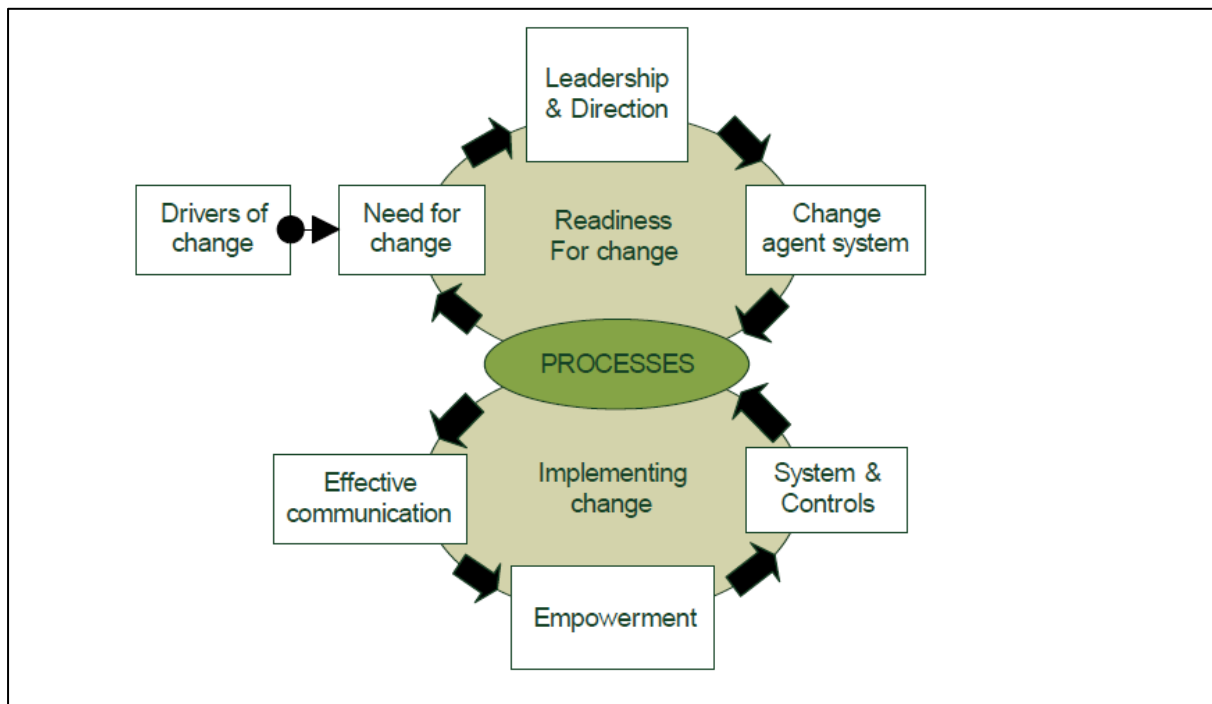 Leadership
& Direction
Drivers of
change
Need for
change
Readiness
For change
Change
agent system
PROCESSES
Effective
communication
Implementing
change
System &
Controls
Empowerment